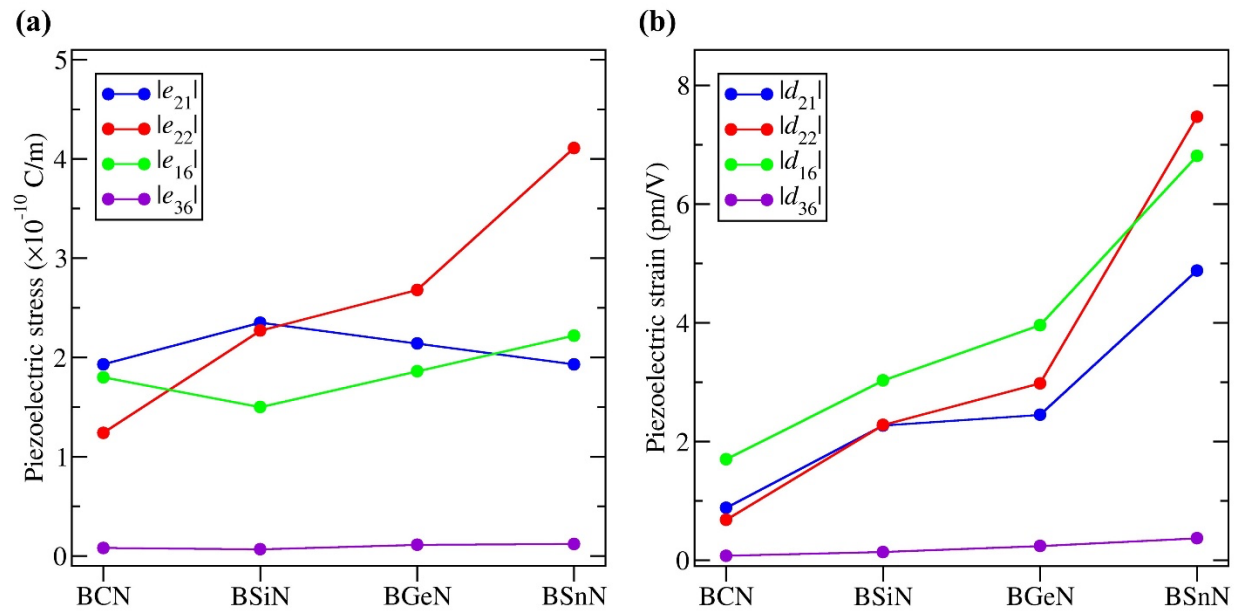 (a)
Piezoelectric stress (×10⁻¹⁰ C/m)
5
4
3
2
1
0
|e₂₁|
|e₂₂|
|e₁₆|
|e₃₆|
BCN BSiN BGeN BSnN
(b)
Piezoelectric strain (pm/V)
8
6
4
2
0
|d₂₁|
|d₂₂|
|d₁₆|
|d₃₆|
BCN BSiN BGeN BSnN